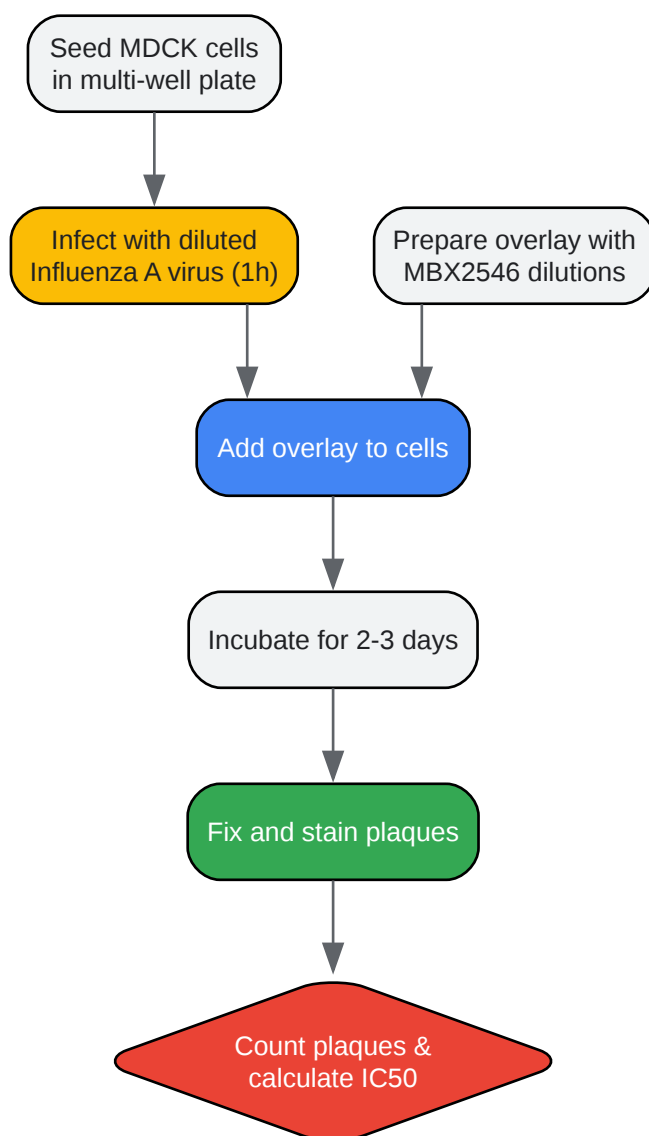 Seed MDCK cells
in multi-well plate
Infect with diluted
Influenza A virus (1h)
Prepare overlay with
MBX2546 dilutions
Add overlay to cells
Incubate for 2-3 days
Fix and stain plaques
Count plaques &
calculate IC50